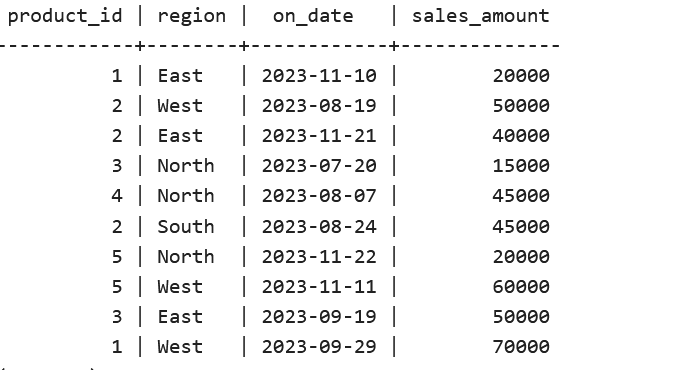 product_id | region | on_date | sales_amount
------------+--------+------------+--------------
1 | East | 2023-11-10 | 20000
2 | West | 2023-08-19 | 50000
2 | East | 2023-11-21 | 40000
3 | North | 2023-07-20 | 15000
4 | North | 2023-08-07 | 45000
2 | South | 2023-08-24 | 45000
5 | North | 2023-11-22 | 20000
5 | West | 2023-11-11 | 60000
3 | East | 2023-09-19 | 50000
1 | West | 2023-09-29 | 70000